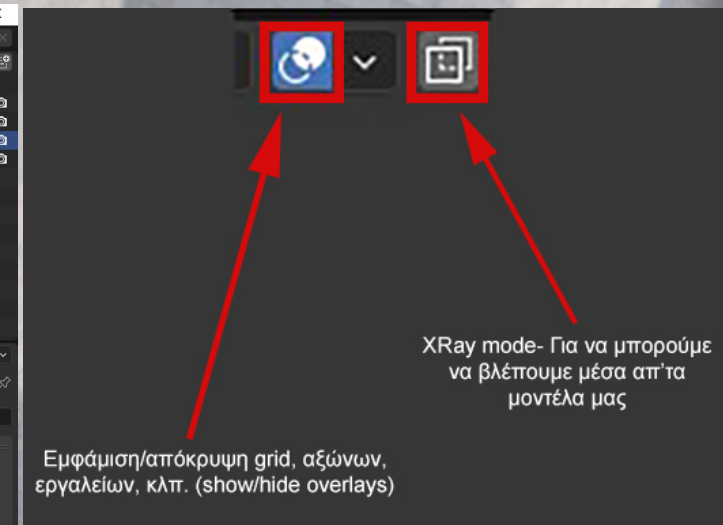 XRay mode- Για να μπορούμε
να βλέπουμε μέσα απ'τα
μοντέλα μας
Εμφάμιση/απόκρυψη grid, αξώνων,
εργαλείων, κλπ. (show/hide overlays)